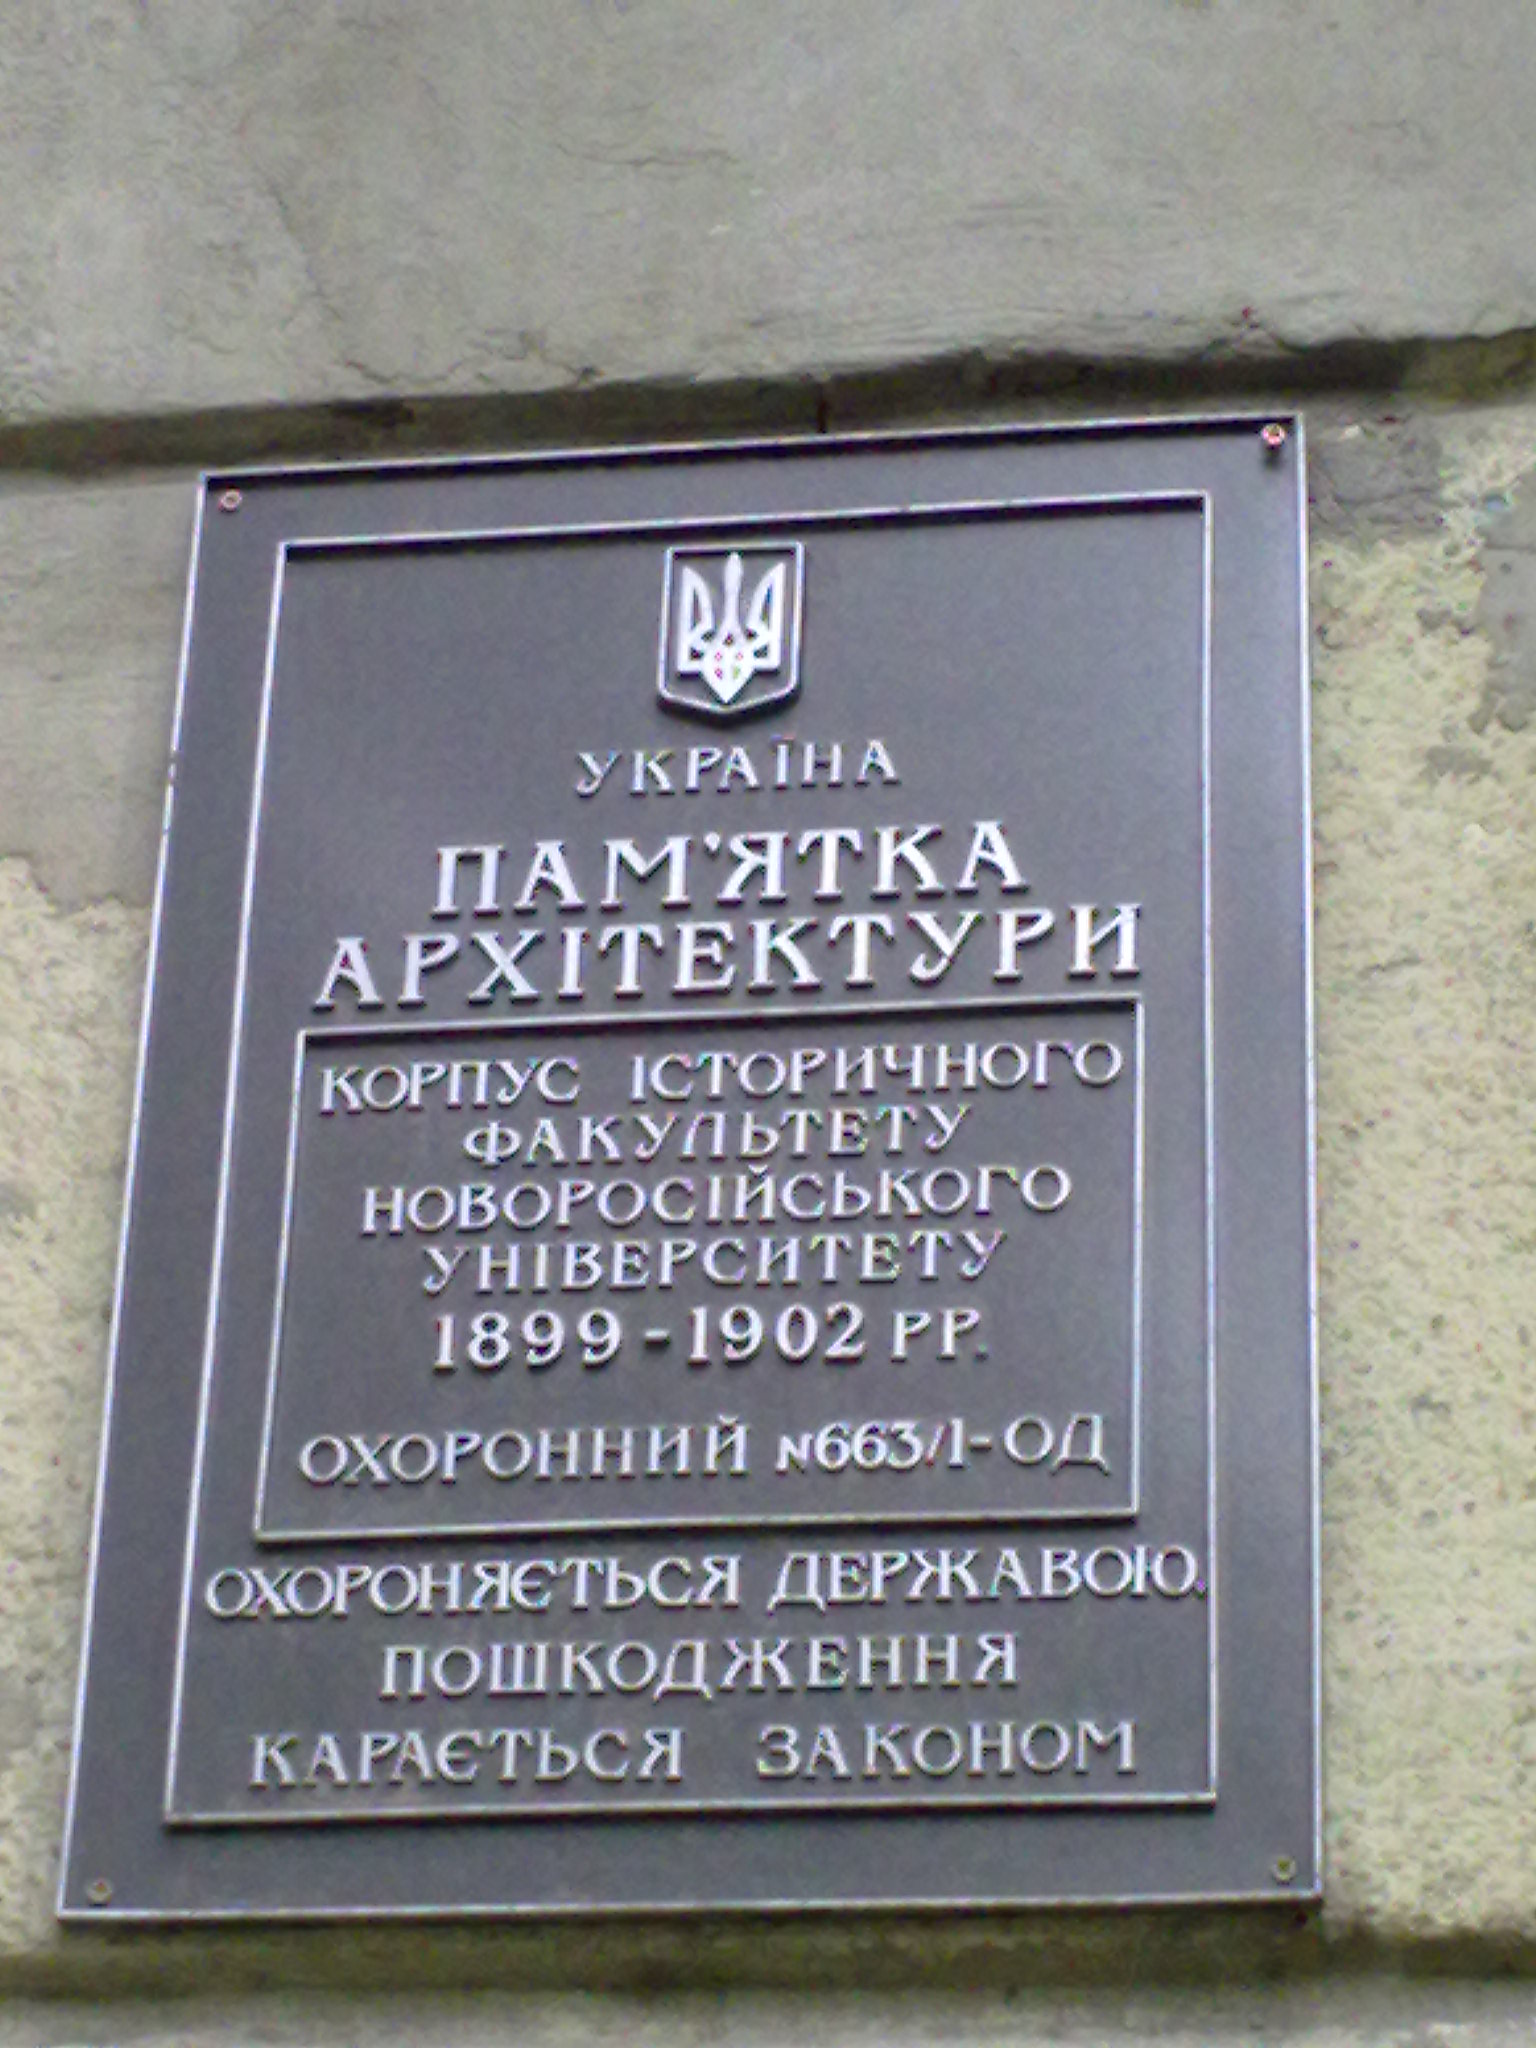 УКРАЇНА
ПАМ'ЯТКА
АРХІТЕКТУРИ
КОРПУС ІСТОРИЧНОГО
ФАКУЛЬТЕТУ
НОВОРОСІЙСЬКОГО
УНІВЕРСИТЕТУ
1899-1902 РР.
ОХОРОННИЙ №663/1-ОД
ОХОРОНЯЄТЬСЯ ДЕРЖАВОЮ.
ПОШКОДЖЕННЯ
КАРАЄТЬСЯ ЗАКОНОМ